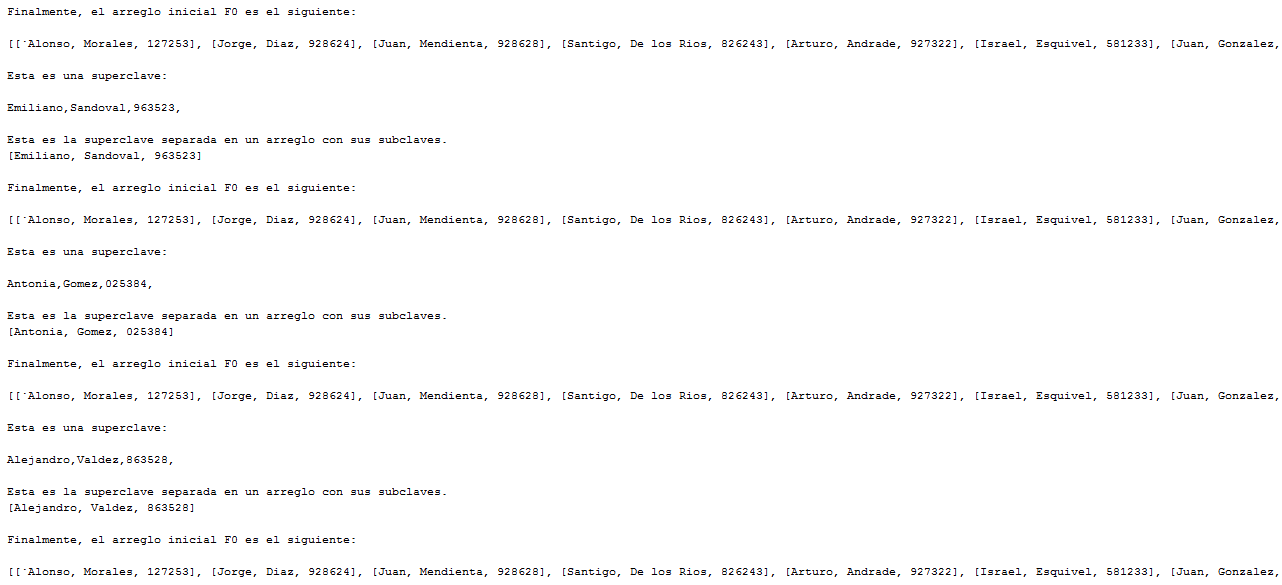 Finalmente, el arreglo inicial F0 es el siguiente:
[[´Alonso, Morales, 127253], [Jorge, Diaz, 928624], [Juan, Mendienta, 928628], [Santigo, De los Rios, 826243], [Arturo, Andrade, 927322], [Israel, Esquivel, 581233], [Juan, Gonzalez,
Esta es una superclave:
Emiliano,Sandoval,963523,
Esta es la superclave separada en un arreglo con sus subclaves.
[Emiliano, Sandoval, 963523]
Finalmente, el arreglo inicial F0 es el siguiente:
[[´Alonso, Morales, 127253], [Jorge, Diaz, 928624], [Juan, Mendienta, 928628], [Santigo, De los Rios, 826243], [Arturo, Andrade, 927322], [Israel, Esquivel, 581233], [Juan, Gonzalez,
Esta es una superclave:
Antonia,Gomez,025384,
Esta es la superclave separada en un arreglo con sus subclaves.
[Antonia, Gomez, 025384]
Finalmente, el arreglo inicial F0 es el siguiente:
[[´Alonso, Morales, 127253], [Jorge, Diaz, 928624], [Juan, Mendienta, 928628], [Santigo, De los Rios, 826243], [Arturo, Andrade, 927322], [Israel, Esquivel, 581233], [Juan, Gonzalez,
Esta es una superclave:
Alejandro,Valdez,863528,
Esta es la superclave separada en un arreglo con sus subclaves.
[Alejandro, Valdez, 863528]
Finalmente, el arreglo inicial F0 es el siguiente:
[[´Alonso, Morales, 127253], [Jorge, Diaz, 928624], [Juan, Mendienta, 928628], [Santigo, De los Rios, 826243], [Arturo, Andrade, 927322], [Israel, Esquivel, 581233], [Juan, Gonzalez,